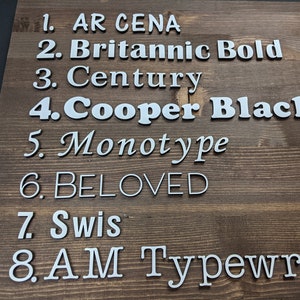 1. AR CENA
2. Britannic Bold
3. Century
4. Cooper Black
5. Monotype
6. BELOVED
7. Swis
8. AM Typewr